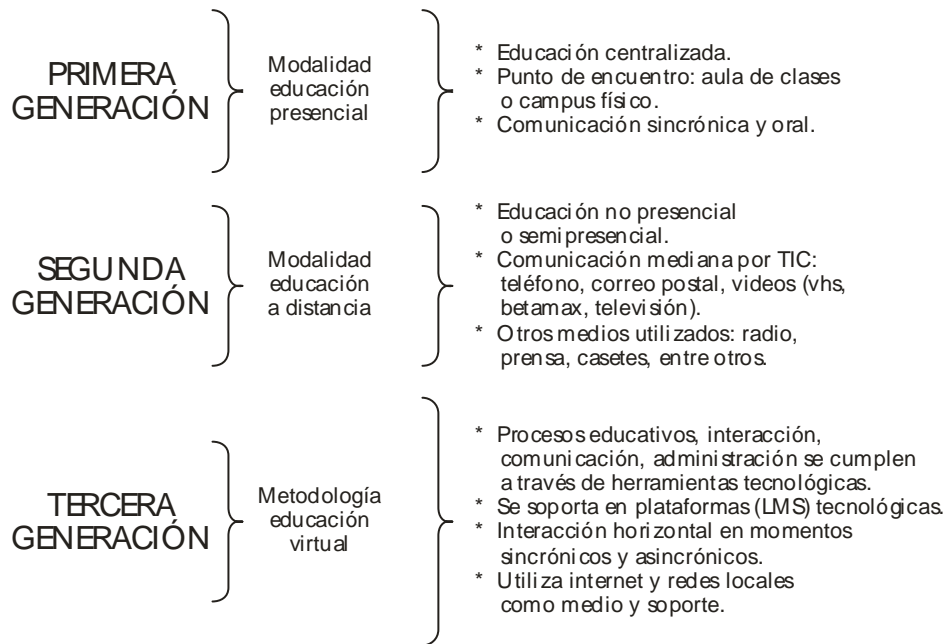 PRIMERA
GENERACIÓN
Modalidad
educación
presencial
* Educación centralizada.
* Punto de encuentro: aula de clases
o campus físico.
* Comunicación sincrónica y oral.
SEGUNDA
GENERACIÓN
Modalidad
educación
a distancia
* Educación no presencial
o semipresencial.
* Comunicación mediana por TIC:
teléfono, correo postal, videos (vhs,
betamax, televisión).
* Otros medios utilizados: radio,
prensa, casetes, entre otros.
TERCERA
GENERACIÓN
Metodología
educación
virtual
* Procesos educativos, interacción,
comunicación, administración se cumplen
a través de herramientas tecnológicas.
* Se soporta en plataformas (LMS) tecnológicas.
* Interacción horizontal en momentos
sincrónicos y asincrónicos.
* Utiliza internet y redes locales
como medio y soporte.